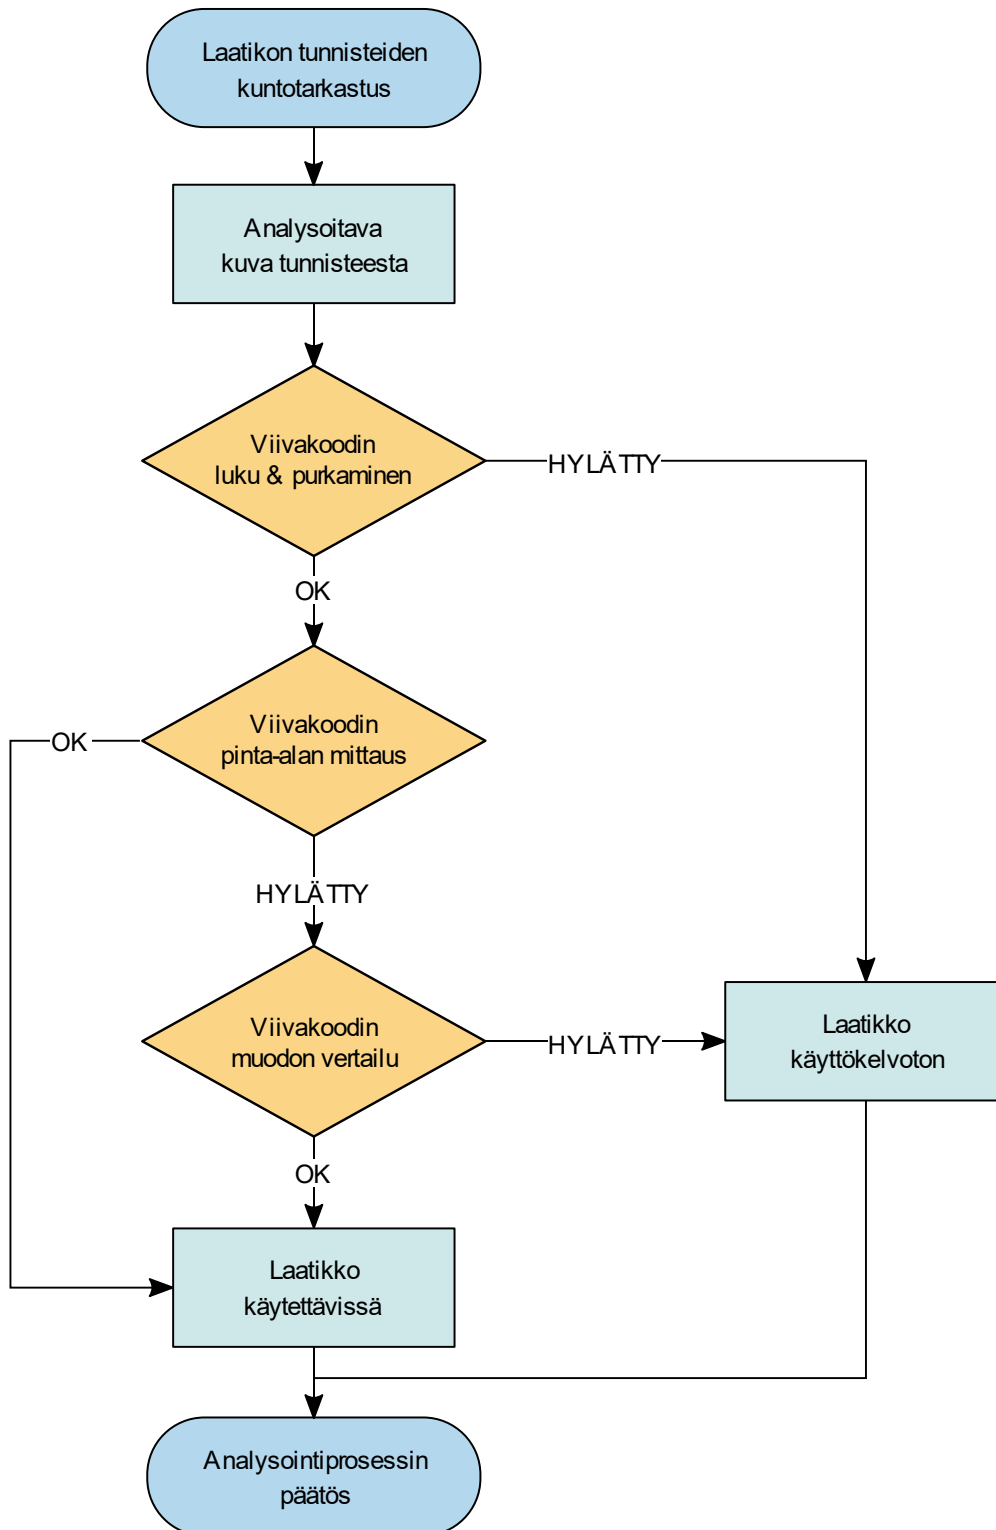 Laatikon tunnisteiden
kuntotarkastus
Analysoitava
kuva tunnisteesta
Viivakoodin
luku & purkaminen
HYLÄTTY
OK
Viivakoodin
pinta-alan mittaus
OK
HYLÄTTY
Viivakoodin
muodon vertailu
HYLÄTTY
Laatikko
käyttökelvoton
OK
Laatikko
käytettävissä
Analysointiprosessin
päätös